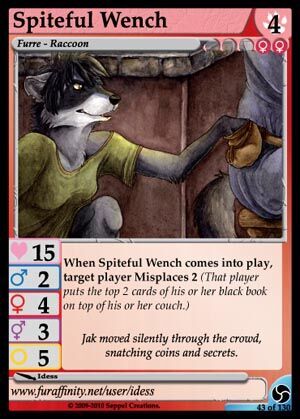 Spiteful Wench
4
Furre - Raccoon
15
2
4
3
5
When Spiteful Wench comes into play,
target player Misplaces 2 (That player
puts the top 2 cards of his or her black book
on top of his or her couch.)
Jak moved silently through the crowd,
snatching coins and secrets.
Idess
www.furaffinity.net/user/idess
© 2009-2010 Seppel Creations.